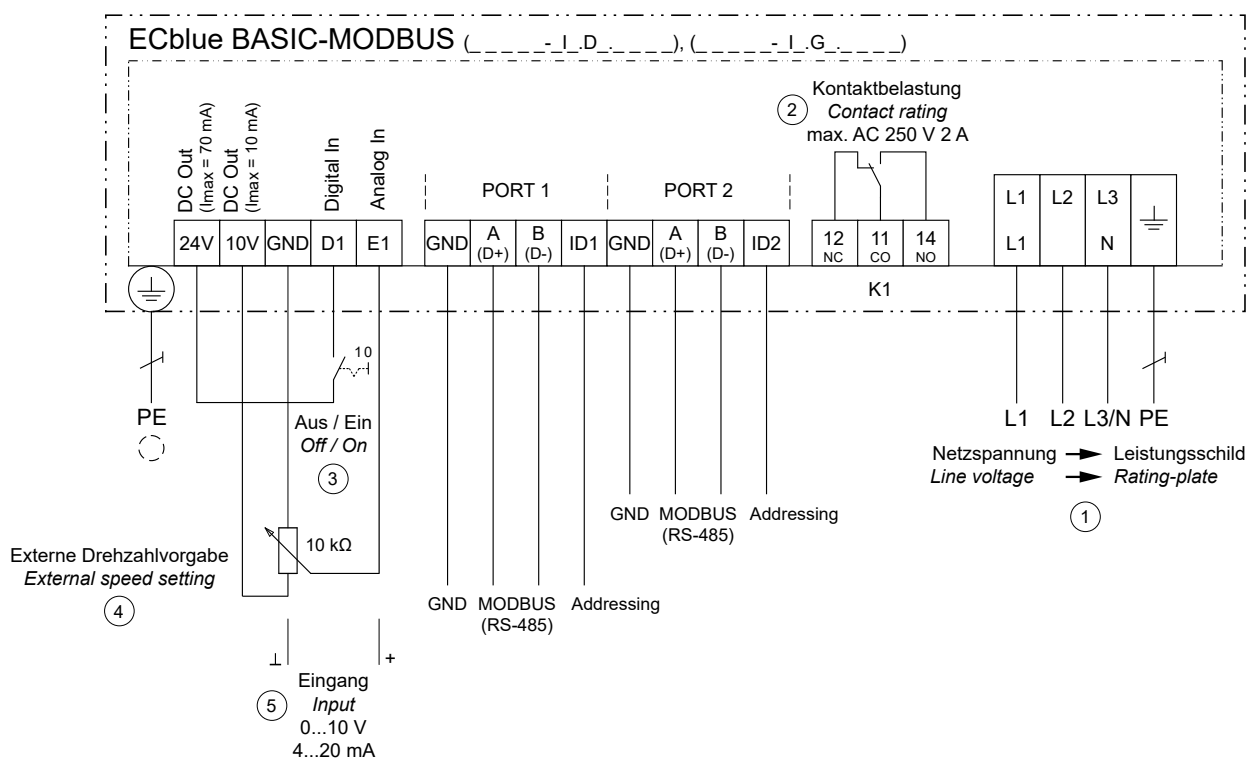 ECblue BASIC-MODBUS (_ _ _ _ _-_I_.D_._ _ _ _), (_ _ _ _ _-_I_.G_._ _ _ _)
DC Out
(Imax = 70 mA)
DC Out
(Imax = 10 mA)
Digital In
Analog In
24V
10V
GND
D1
E1
PORT 1
GND
A
(D+)
B
(D-)
ID1
PORT 2
GND
A
(D+)
B
(D-)
ID2
2
Kontaktbelastung
Contact rating
max. AC 250 V 2 A
12
NC
11
CO
14
NO
K1
L1
L2
L3
L1
N
PE
1 0
Aus / Ein
Off / On
3
10 kΩ
Externe Drehzahlvorgabe
External speed setting
4
⊥
+
5
Eingang
Input
0...10 V
4...20 mA
GND
MODBUS
(RS-485)
Addressing
GND
MODBUS
(RS-485)
Addressing
L1
L2
L3/N
PE
Netzspannung
Leistungsschild
Line voltage
Rating-plate
1